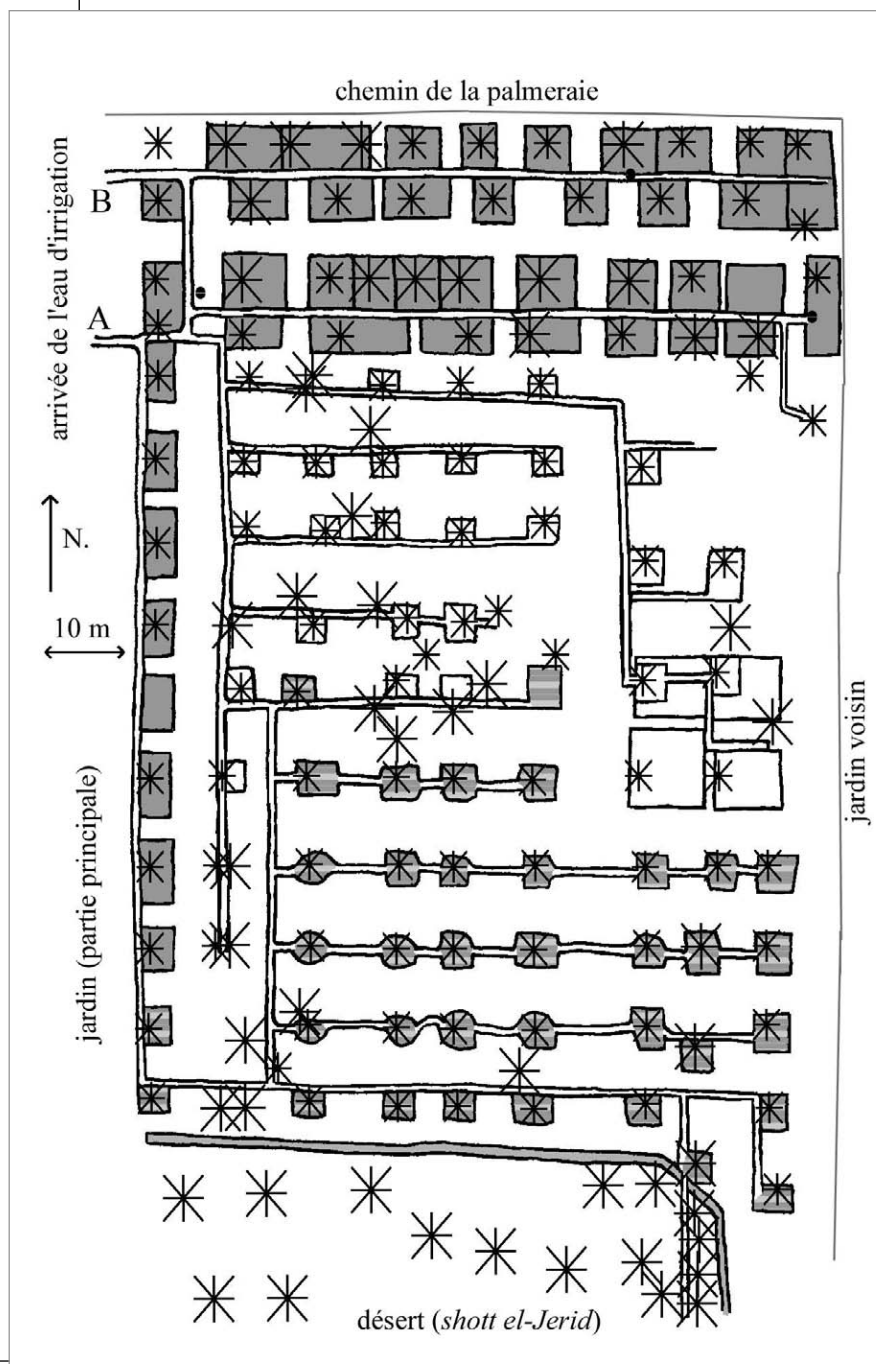 chemin de la palmeraie
arrivée de l'eau d'irrigation
B
A
N.
10 m
jardin (partie principale)
jardin voisin
désert (shott el-Jerid)